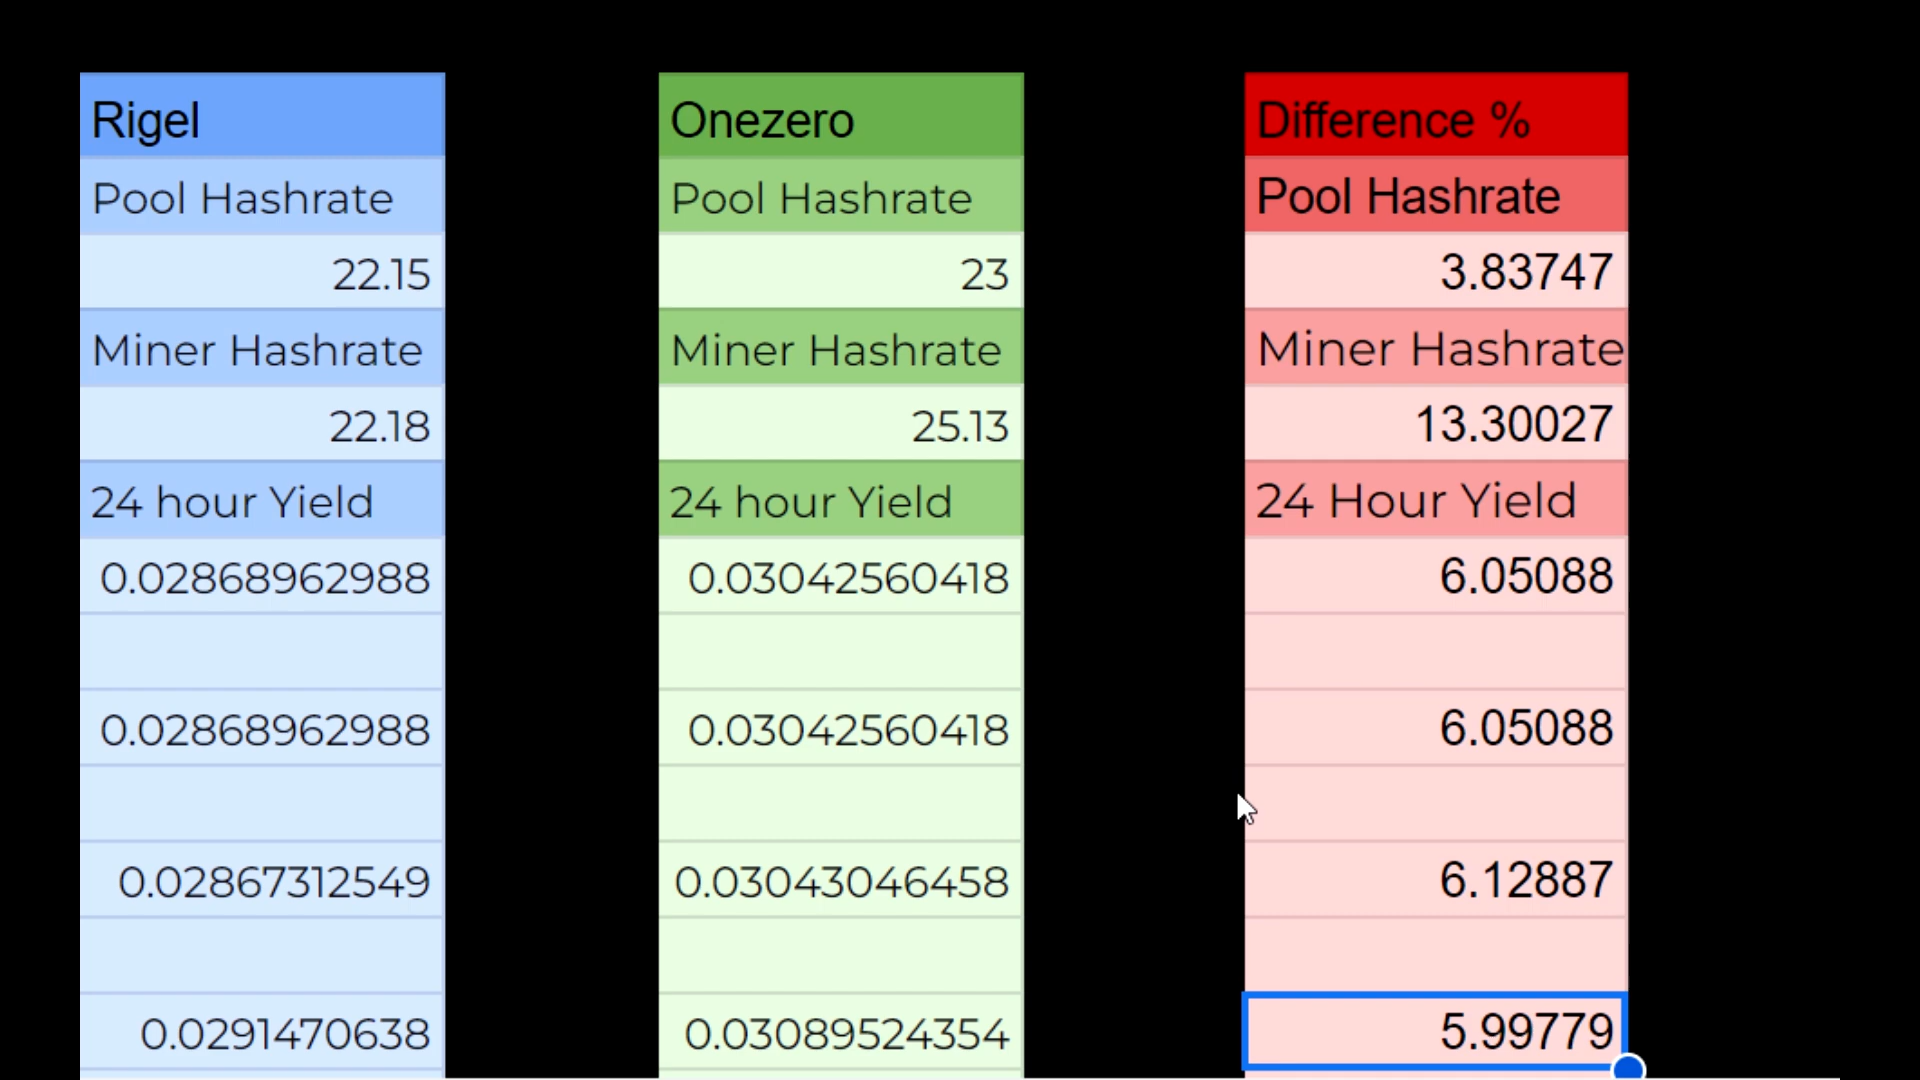 Rigel
Pool Hashrate
22.15
Miner Hashrate
22.18
24 hour Yield
0.02868962988
0.02868962988
0.02867312549
0.0291470638
Onezero
Pool Hashrate
23
Miner Hashrate
25.13
24 hour Yield
0.03042560418
0.03042560418
0.03043046458
0.03089524354
Difference %
Pool Hashrate
3.83747
Miner Hashrate
13.30027
24 Hour Yield
6.05088
6.05088
6.12887
5.99779